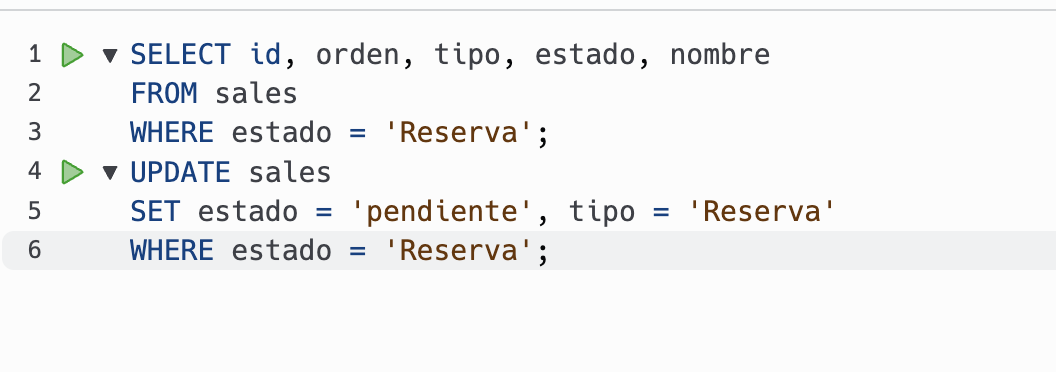 1 SELECT id, orden, tipo, estado, nombre
2 FROM sales
3 WHERE estado = 'Reserva';
4 UPDATE sales
5 SET estado = 'pendiente', tipo = 'Reserva'
6 WHERE estado = 'Reserva';